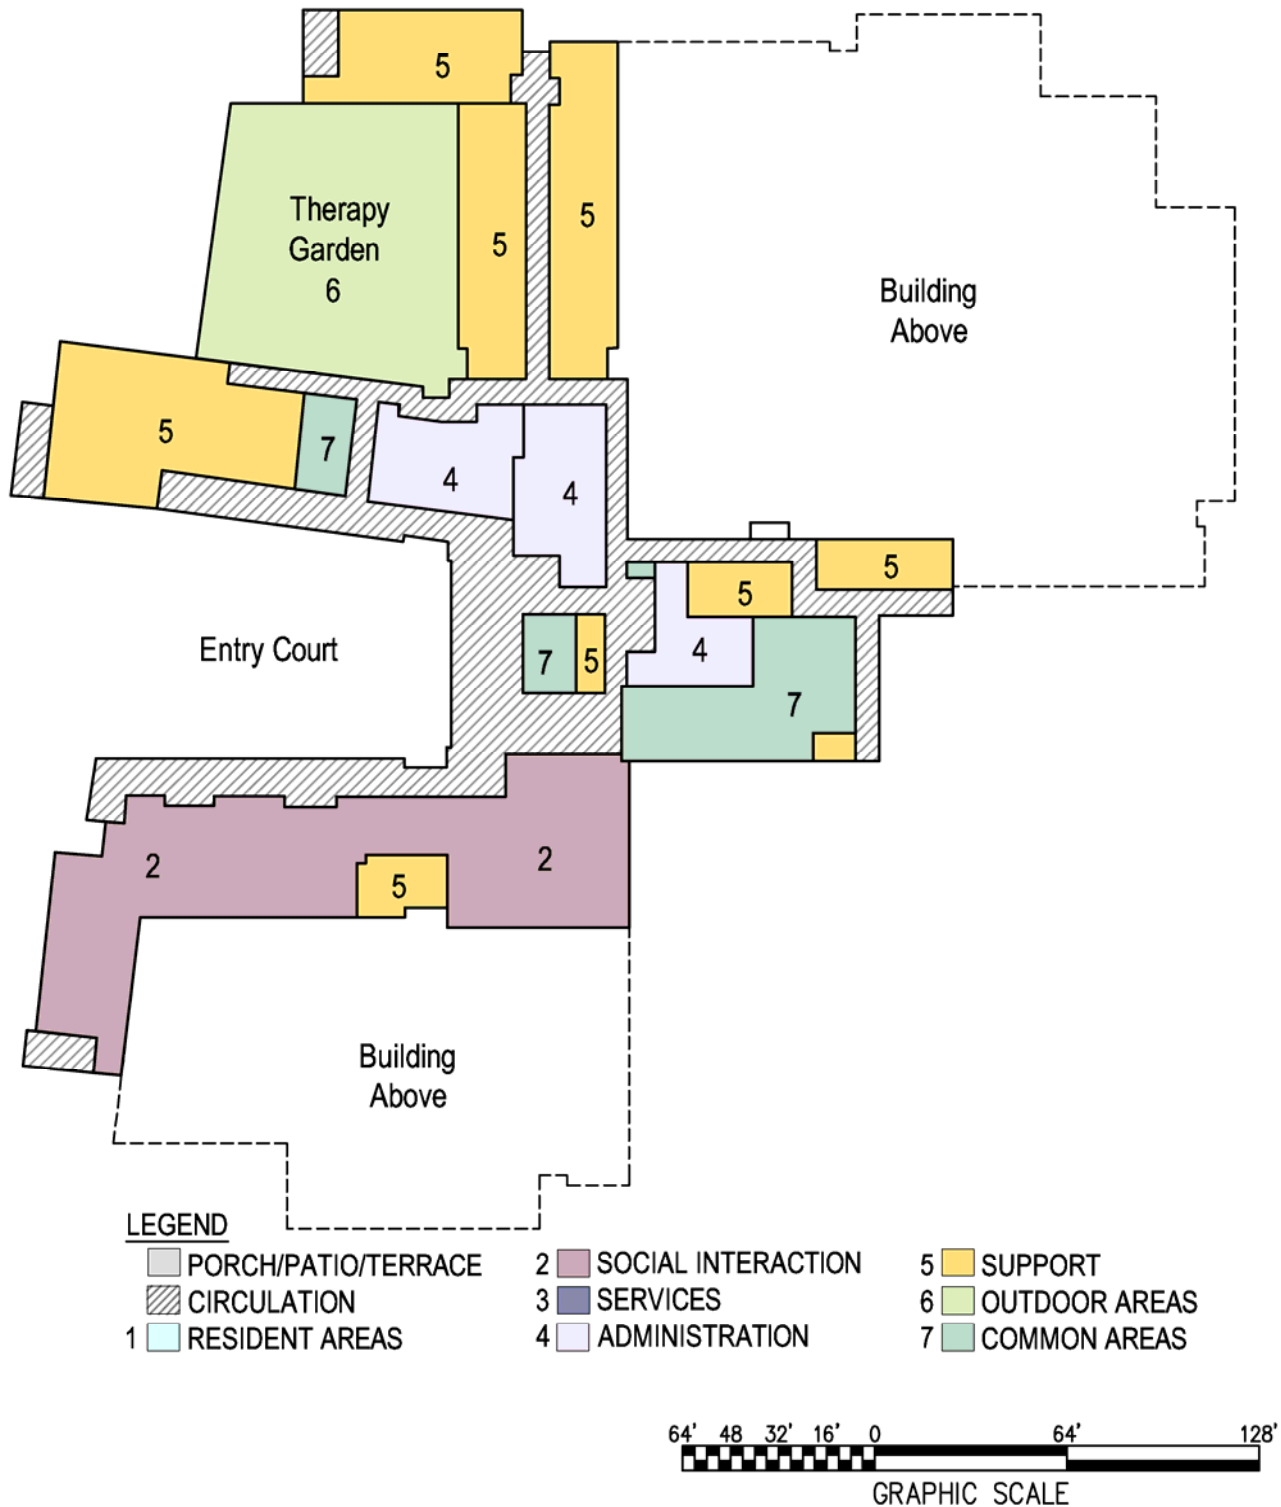 5
Therapy
Garden
6
5
5
Building
Above
5
7
4
4
5
5
Entry Court
7
5
4
7
2
5
2
Building
Above
LEGEND
PORCH/PATIO/TERRACE
CIRCULATION
1 RESIDENT AREAS
2 SOCIAL INTERACTION
3 SERVICES
4 ADMINISTRATION
5 SUPPORT
6 OUTDOOR AREAS
7 COMMON AREAS
64' 48 32' 16' 0 64' 128'
GRAPHIC SCALE